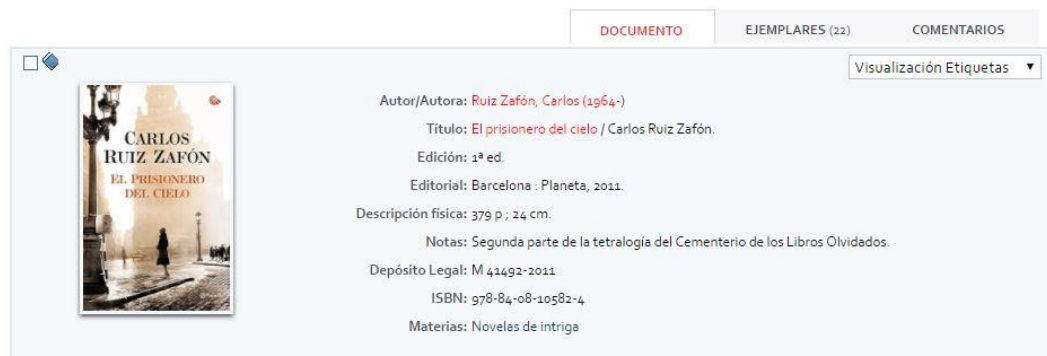 DOCUMENTO EJEMPLARES (22) COMENTARIOS
Visualización Etiquetas
CARLOS
RUIZ ZAFÓN
EL PRISIONERO
DEL CIELO
Autor/Autora: Ruiz Zafón, Carlos (1964-)
Título: El prisionero del cielo / Carlos Ruiz Zafón.
Edición: 1ª ed.
Editorial: Barcelona : Planeta, 2011.
Descripción física: 379 p ; 24 cm.
Notas: Segunda parte de la tetralogía del Cementerio de los Libros Olvidados.
Depósito Legal: M 41492-2011
ISBN: 978-84-08-10582-4
Materias: Novelas de intriga